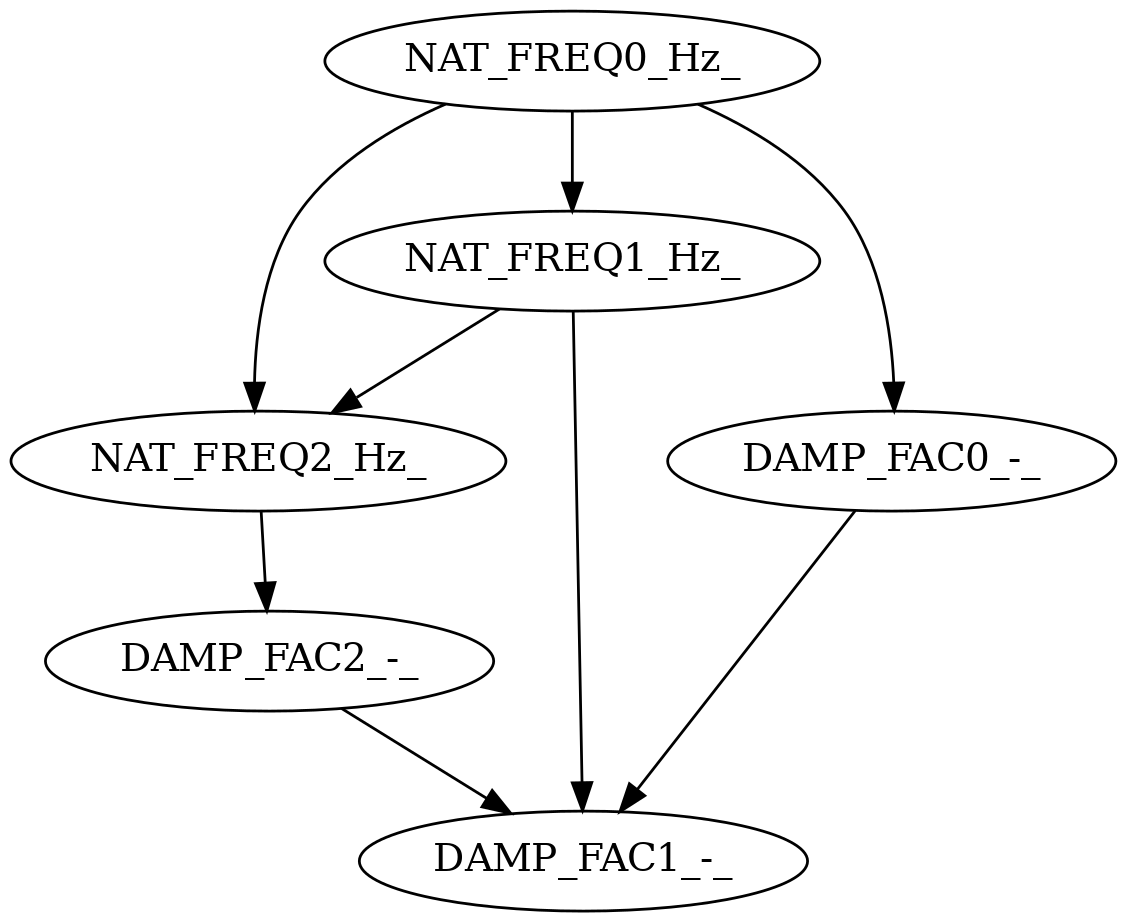 NAT_FREQ0_Hz_
NAT_FREQ1_Hz_
NAT_FREQ2_Hz_
DAMP_FAC0_-_
DAMP_FAC2_-_
DAMP_FAC1_-_